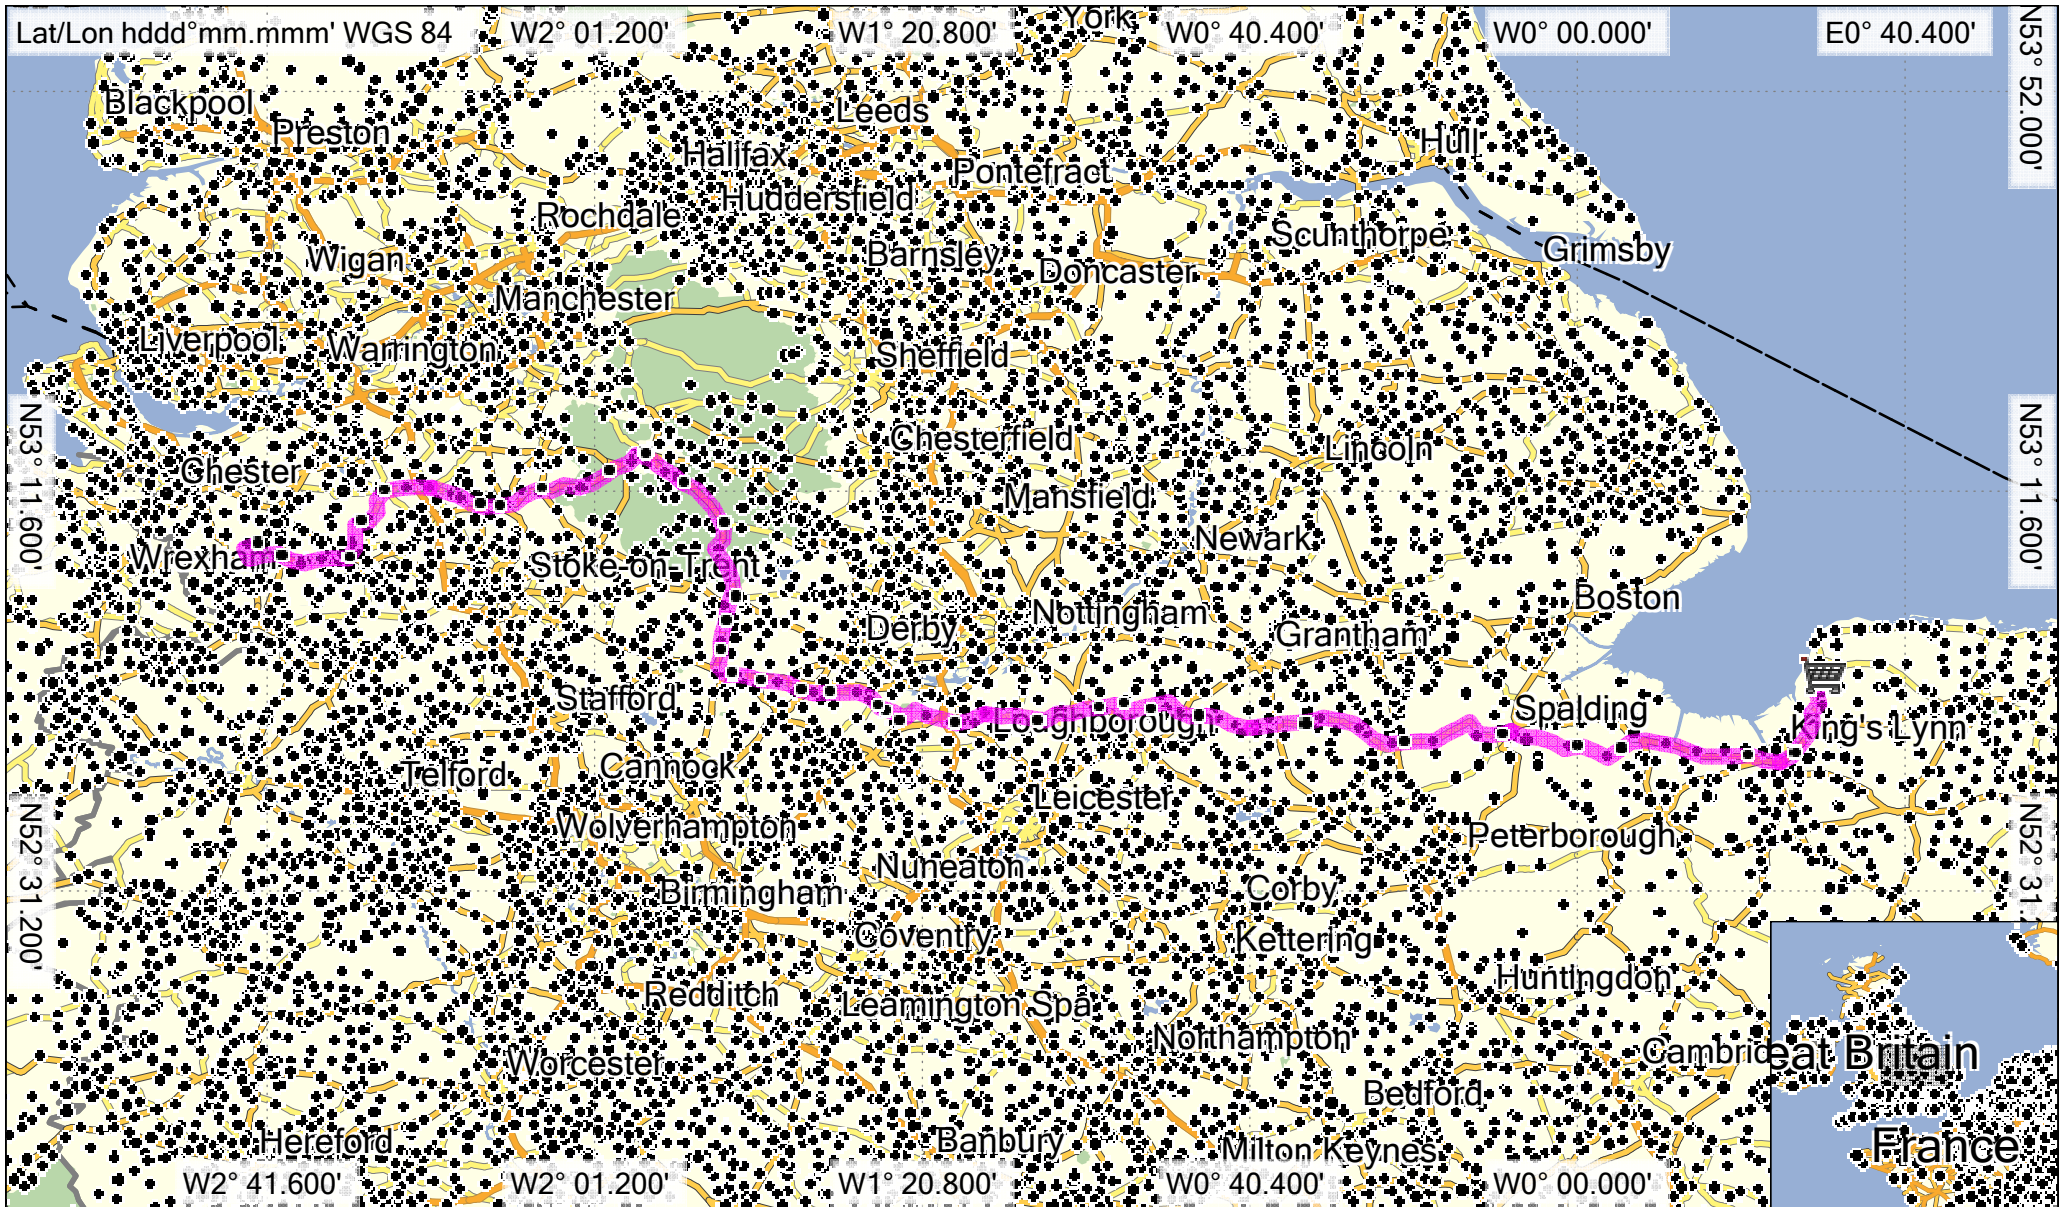 York
Lat/Lon hddd°mm.mmm' WGS 84
W2° 01.200'
W1° 20.800'
W0° 40.400'
W0° 00.000'
E0° 40.400'
N53° 52.000'
Blackpool
Leeds
Preston
Hull
Halifax
Pontefract
Huddersfield
Rochdale
Scunthorpe
Grimsby
Wigan
Barnsley
Doncaster
Manchester
Liverpool
Warrington
Sheffield
Chesterfield
Lincoln
Chester
N53° 11.600'
N53° 11.600'
Mansfield
Newark
Wrexham
Stoke-on-Trent
Boston
Nottingham
Derby
Grantham
Stafford
Spalding
Loughborough
King's Lynn
Cannock
Telford
Leicester
Wolverhampton
Peterborough
N52° 31.200'
N52° 31.200'
Nuneaton
Birmingham
Corby
Coventry
Kettering
Huntingdon
Redditch
Leamington Spa
Northampton
Worcester
Cambrid
eat Britain
Bedford
Hereford
Banbury
Milton Keynes
France
W2° 41.600'
W2° 01.200'
W1° 20.800'
W0° 40.400'
W0° 00.000'